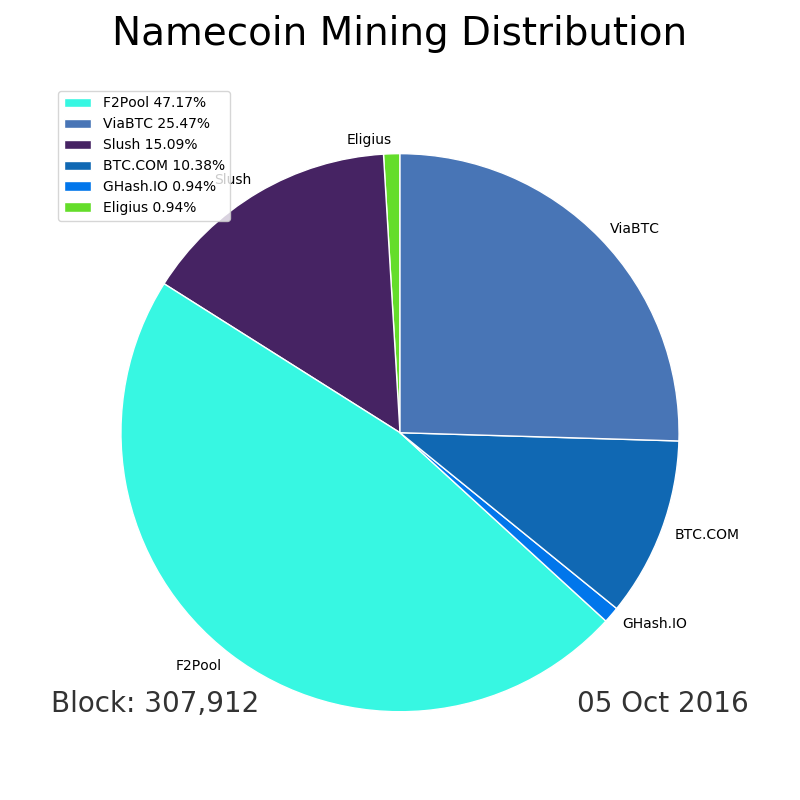 Namecoin Mining Distribution
F2Pool 47.17%
ViaBTC 25.47%
Slush 15.09%
BTC.COM 10.38%
GHash.IO 0.94%
Eligius 0.94%
Eligius
Slush
ViaBTC
BTC.COM
GHash.IO
F2Pool
Block: 307,912
05 Oct 2016